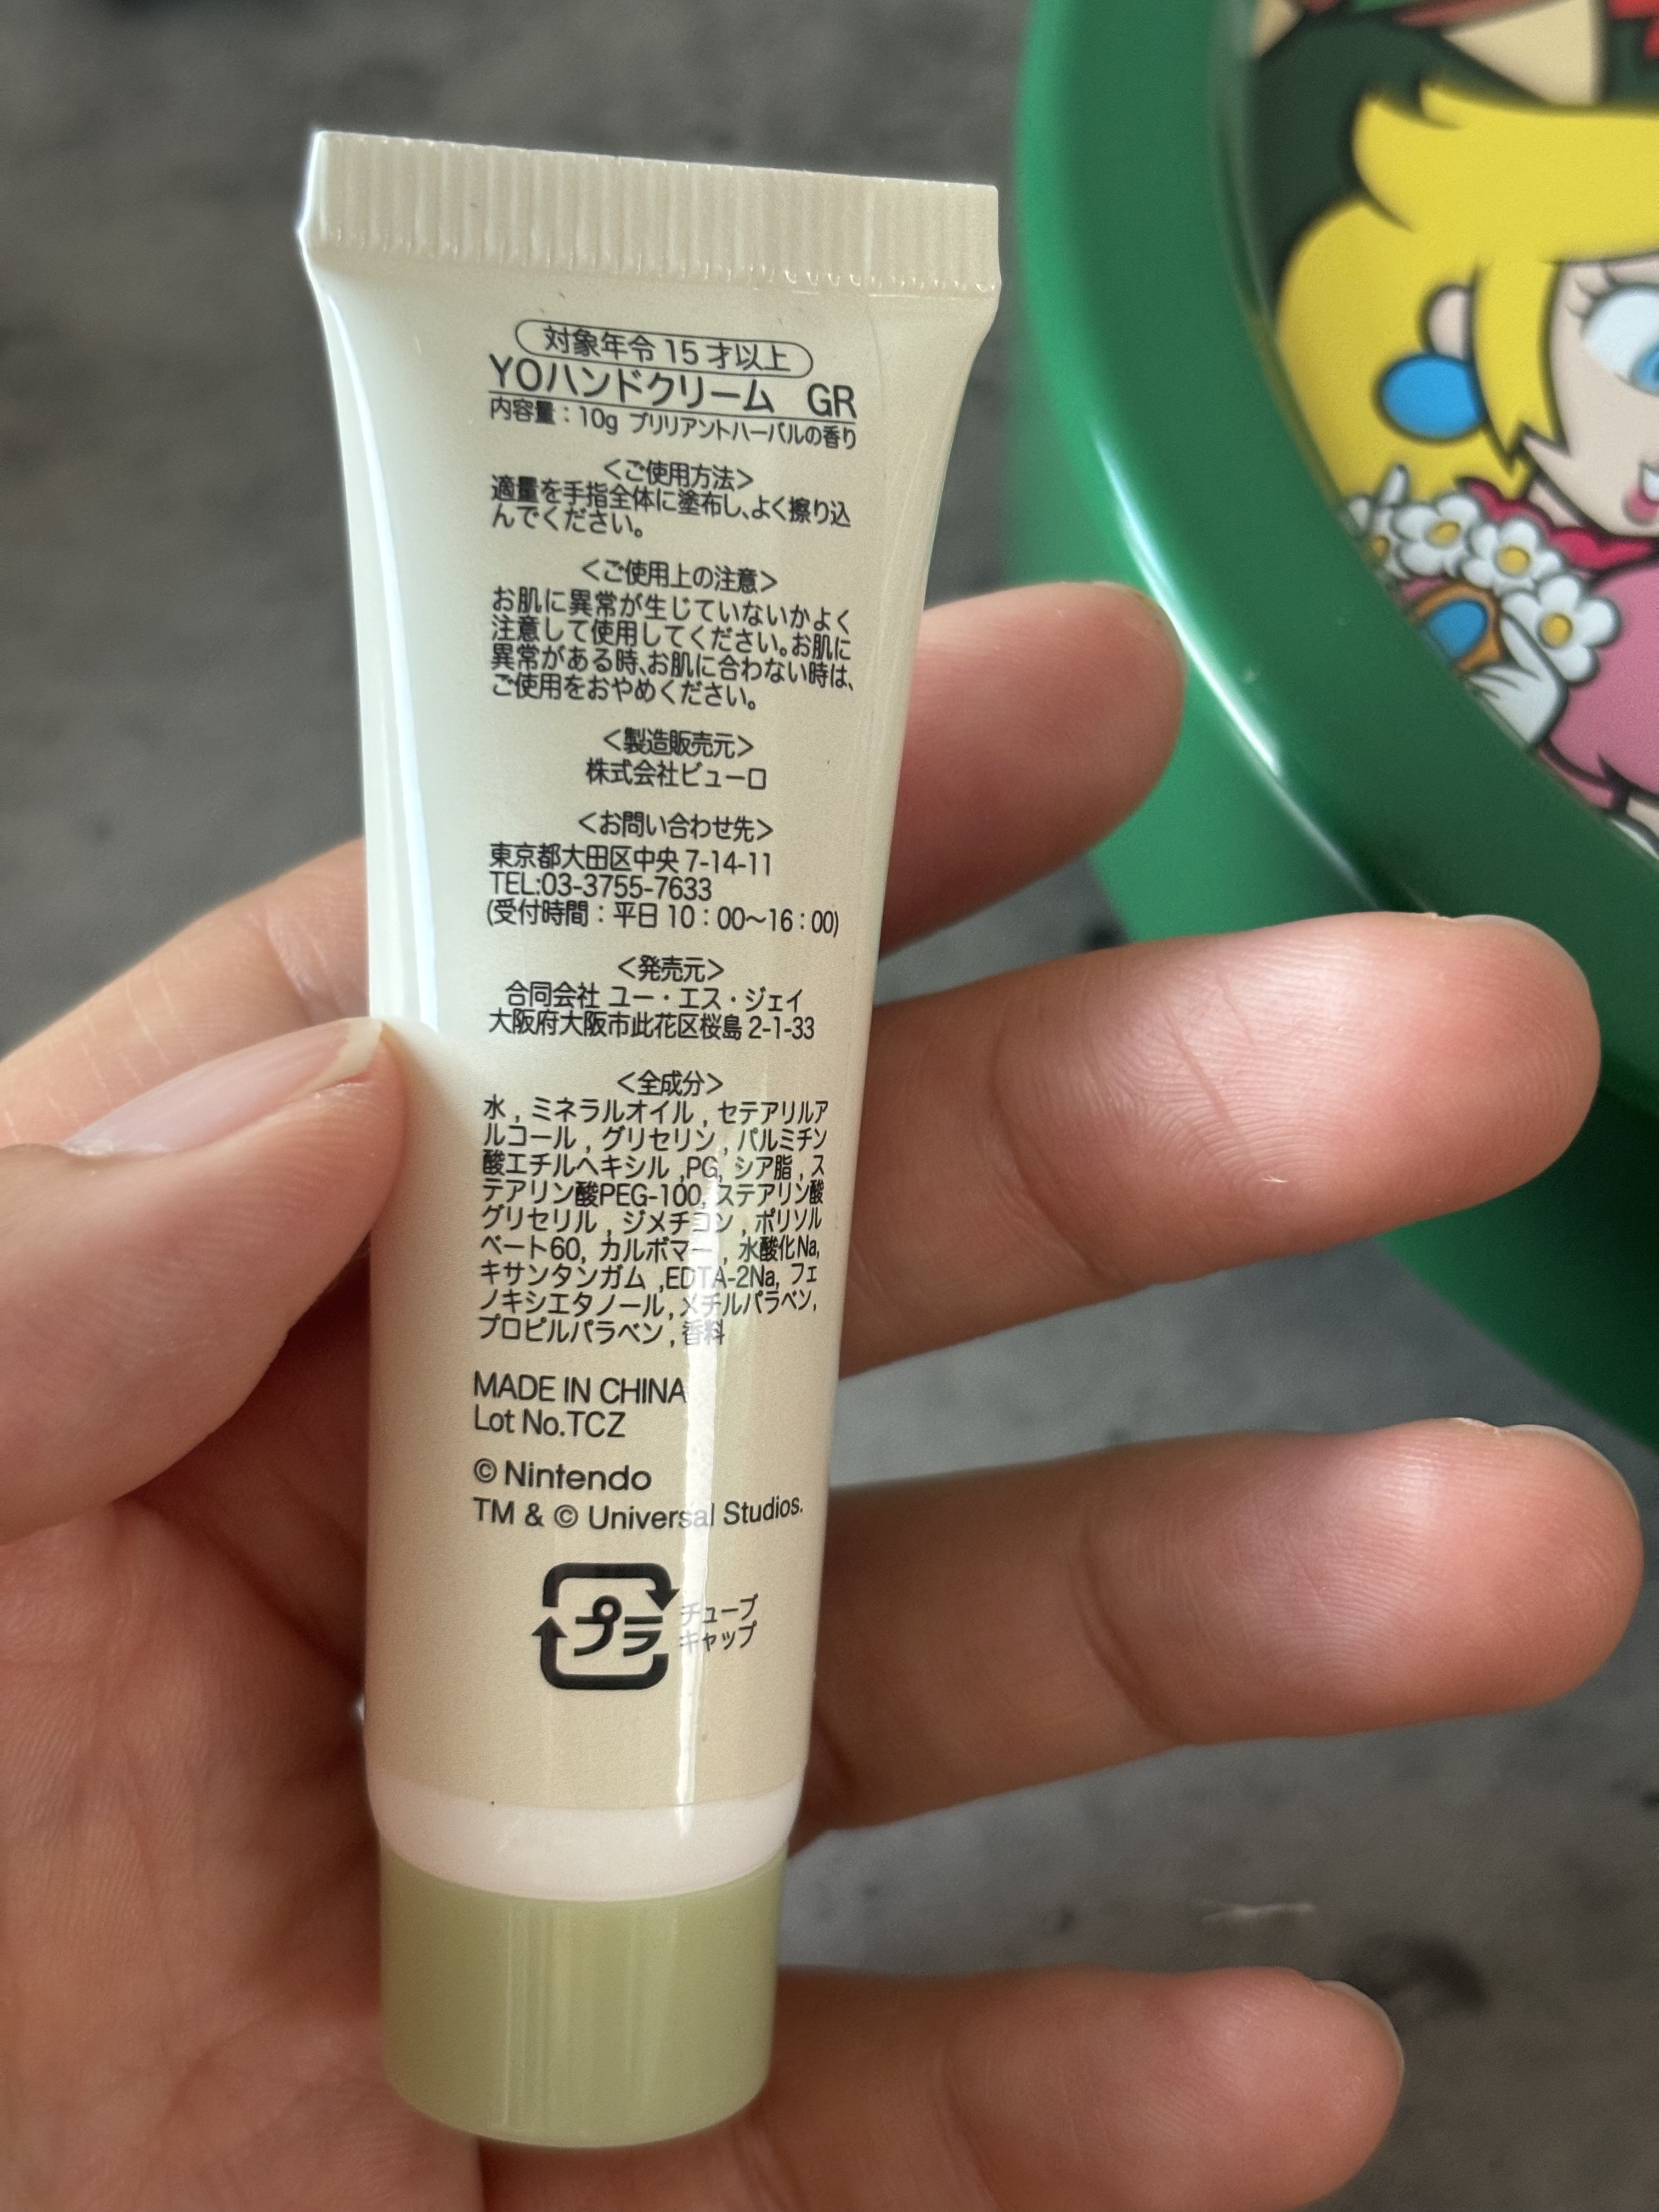 対象年令 15 才以上
YOハンドクリーム GR
内容量：10g ブリリアントハーバルの香り
<ご使用方法>
適量を手指全体に塗布し、よく擦り込
んでください。
<ご使用上の注意>
お肌に異常が生じていないかよく
注意して使用してください。お肌に
異常がある時、お肌に合わない時は、
ご使用をおやめください。
<製造販売元>
株式会社ビューロ
<お問い合わせ先>
東京都大田区中央 7-14-11
TEL:03-3755-7633
(受付時間：平日 10：00～16：00)
<発売元>
合同会社 ユー・エス・ジェイ
大阪府大阪市此花区桜島 2-1-33
<全成分>
水 , ミネラルオイル , セテアリルア
ルコール , グリセリン , パルミチン
酸エチルヘキシル ,PG, シア脂 , ス
テアリン酸PEG-100, ステアリン酸
グリセリル , ジメチコン , ポリソル
ベート60, カルボマー , 水酸化Na,
キサンタンガム ,EDTA-2Na, フェ
ノキシエタノール , メチルパラベン,
プロピルパラベン , 香料
MADE IN CHINA
Lot No.TCZ
© Nintendo
TM & © Universal Studios.
プラ
チューブ
キャップ